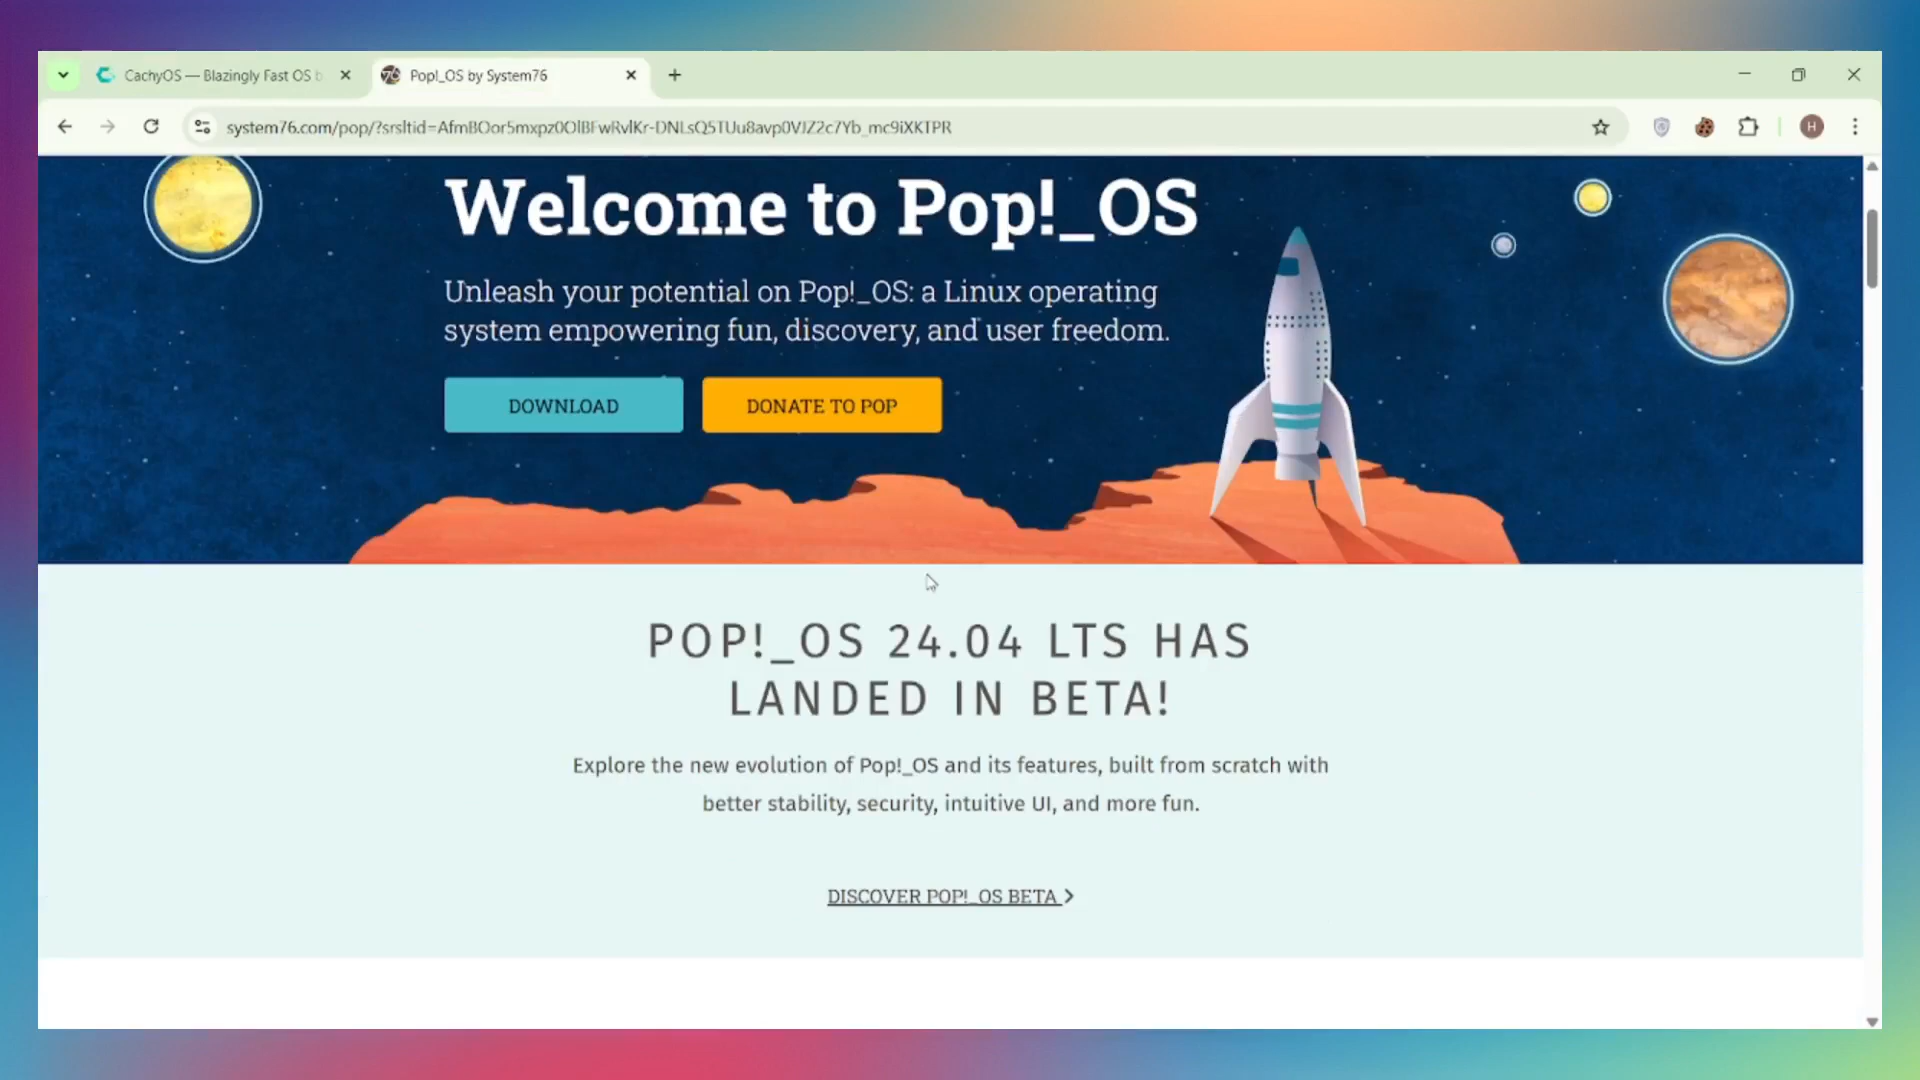 CachyOS — Blazingly Fast OS b
Pop!_OS by System76
system76.com/pop/?srsltid=AfmBOor5mxpz0OlBFwRvlKr-DNLsQ5TUu8avp0VJZ2c7Yb_mc9iXKTPR
H
Welcome to Pop!_OS
Unleash your potential on Pop!_OS: a Linux operating
system empowering fun, discovery, and user freedom.
DOWNLOAD
DONATE TO POP
POP!_OS 24.04 LTS HAS
LANDED IN BETA!
Explore the new evolution of Pop!_OS and its features, built from scratch with
better stability, security, intuitive UI, and more fun.
DISCOVER POP!_OS BETA